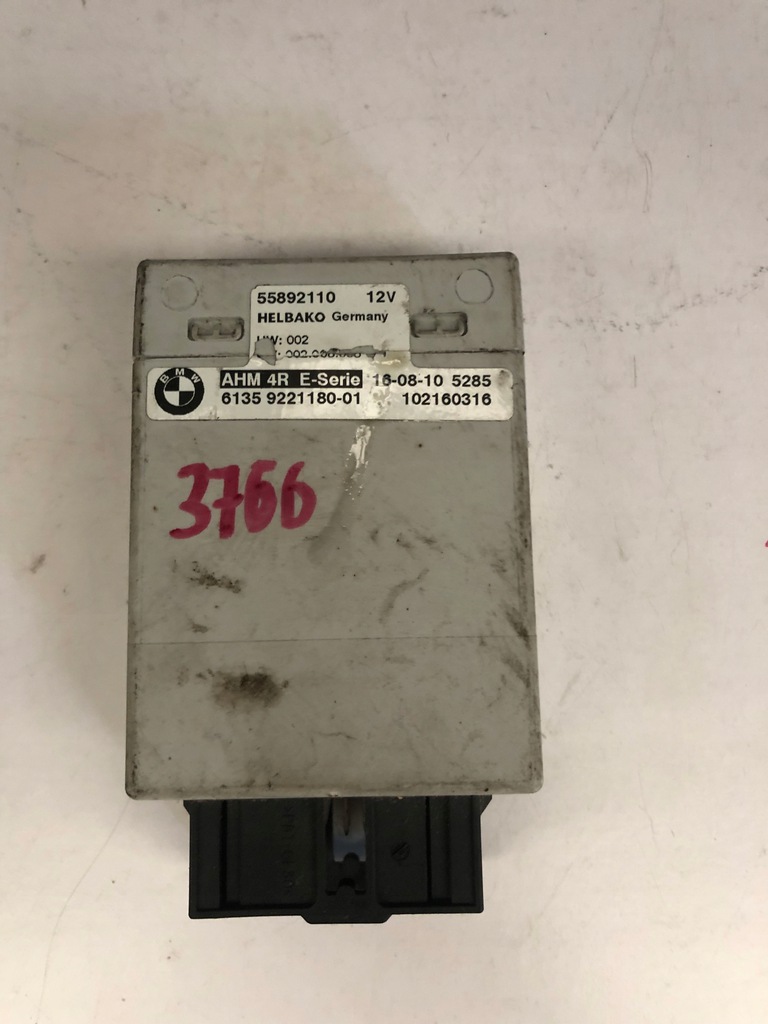 55892110 12V
HELBAKO Germany
HW: 002
BMW
AHM 4R E-Serie 16-08-10 5285
6135 9221180-01 102160316
3766